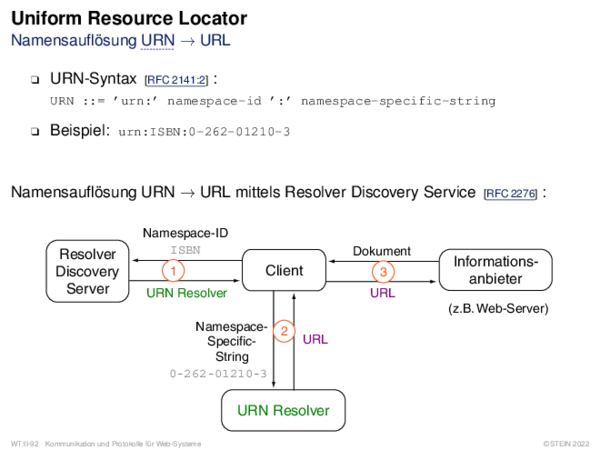 Uniform Resource Locator
Namensauflösung URN → URL
❏ URN-Syntax [RFC 2141:2] :
URN ::= ’urn:’ namespace-id ’:’ namespace-specific-string
❏ Beispiel: urn:ISBN:0-262-01210-3
Namensauflösung URN → URL mittels Resolver Discovery Service [RFC 2276] :
Namespace-ID
ISBN
Resolver
Discovery
Server
1
URN Resolver
Client
Dokument
3
URL
Informations-
anbieter
(z.B. Web-Server)
Namespace-
Specific-
String
0-262-01210-3
2
URL
URN Resolver
WT:II-92 Kommunikation und Protokolle für Web-Systeme
©STEIN 2022